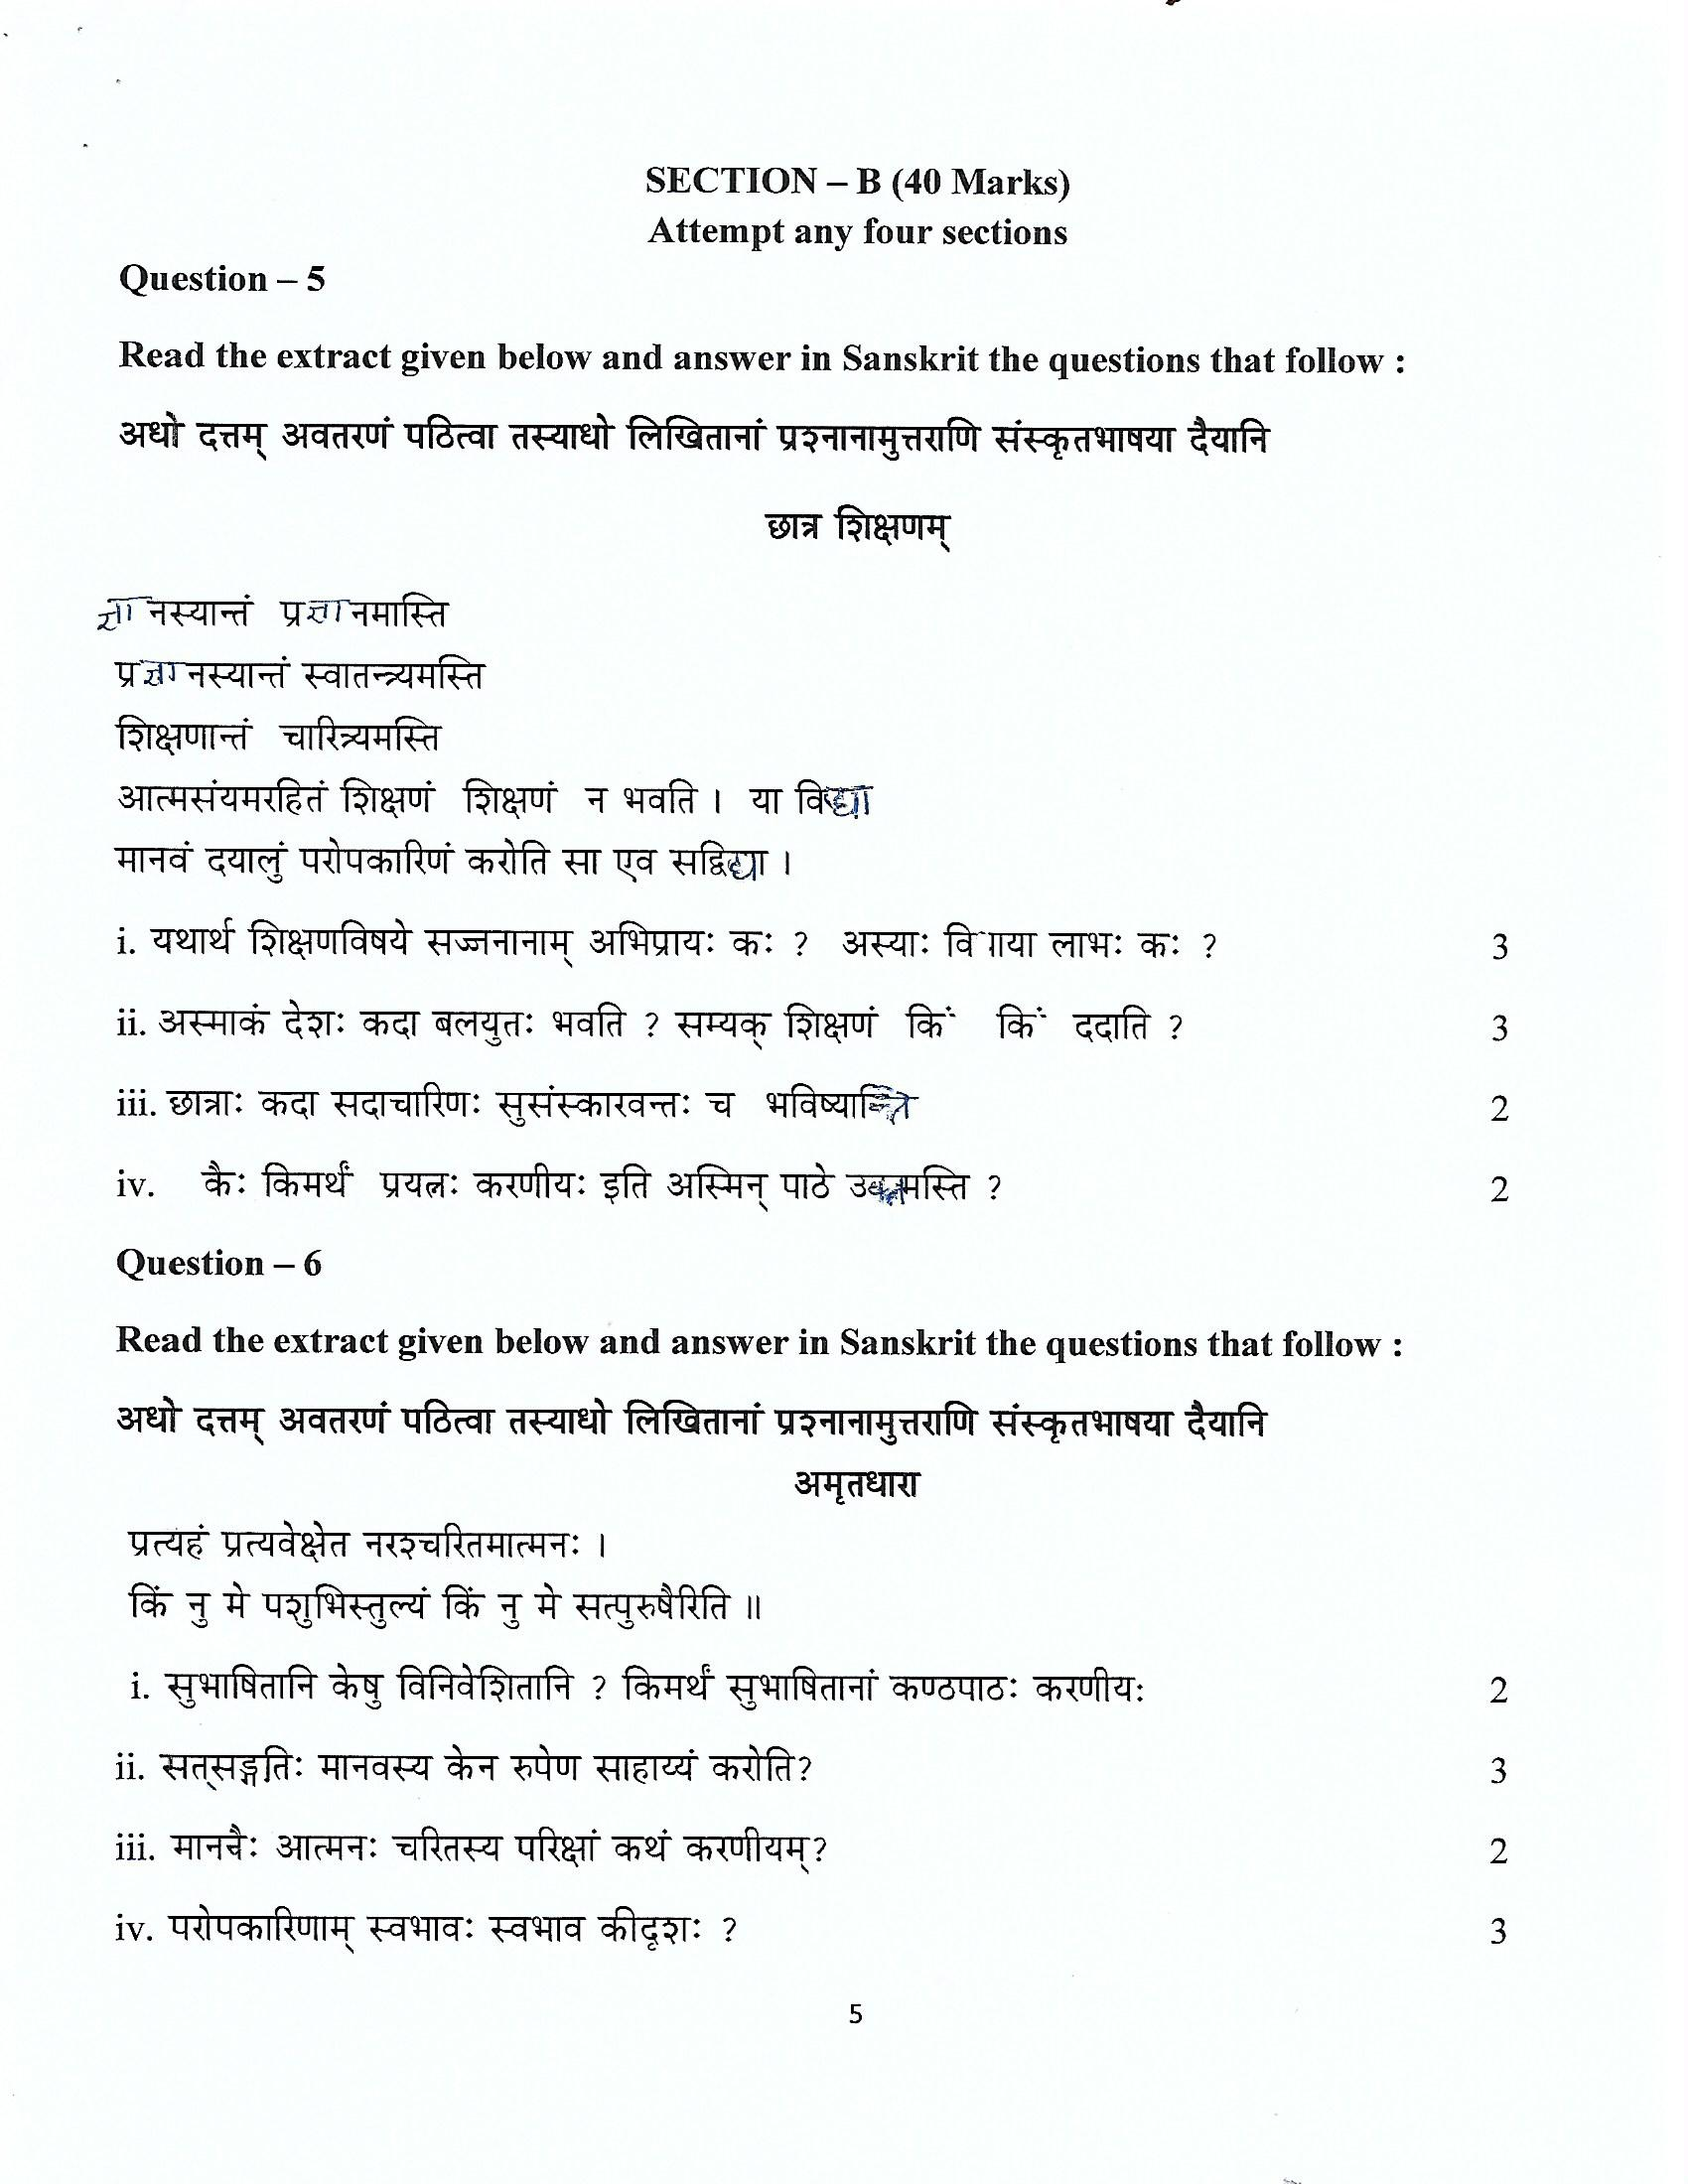 SECTION – B (40 Marks)
Attempt any four sections
Question – 5
Read the extract given below and answer in Sanskrit the questions that follow :
अधो दत्तम् अवतरणं पठित्वा तस्याधो लिखितानां प्रश्नानामुत्तराणि संस्कृतभाषया दैयानि
छात्र शिक्षणम्
ज्ञानस्यान्तं प्रज्ञानमास्ति
प्रज्ञानस्यान्तं स्वातन्त्र्यमस्ति
शिक्षणान्तं चारित्र्यमस्ति
आत्मसंयमरहितं शिक्षणं शिक्षणं न भवति । या विद्या
मानवं दयालुं परोपकारिणं करोति सा एव सद्विद्या ।
i. यथार्थ शिक्षणविषये सज्जनानाम् अभिप्रायः कः ? अस्याः लाभः कः ? 3
ii. अस्माकं देशः कदा बलयुतः भवति ? सम्यक् शिक्षणं किं किं ददाति ? 3
iii. छात्राः कदा सदाचारिणः सुसंस्कारवन्तः च 2
iv. कैः किमर्थं प्रयत्नः करणीयः इति अस्मिन् पाठे ? 2
Question – 6
Read the extract given below and answer in Sanskrit the questions that follow :
अधो दत्तम् अवतरणं पठित्वा तस्याधो लिखितानां प्रश्नानामुत्तराणि संस्कृतभाषया दैयानि
अमृतधारा
प्रत्यहं प्रत्यवेक्षेत नरश्चरितमात्मनः ।
किं नु मे पशुभिस्तुल्यं किं नु मे सत्पुरुषैरिति ॥
i. सुभाषितानि केषु विनिवेशितानि ? किमर्थं सुभाषितानां कण्ठपाठः करणीयः 2
ii. सत्सङ्गतिः मानवस्य केन रुपेण साहाय्यं करोति? 3
iii. मानवैः आत्मनः चरितस्य परिक्षां कथं करणीयम्? 2
iv. परोपकारिणाम् स्वभावः स्वभाव कीदृशः ? 3
5